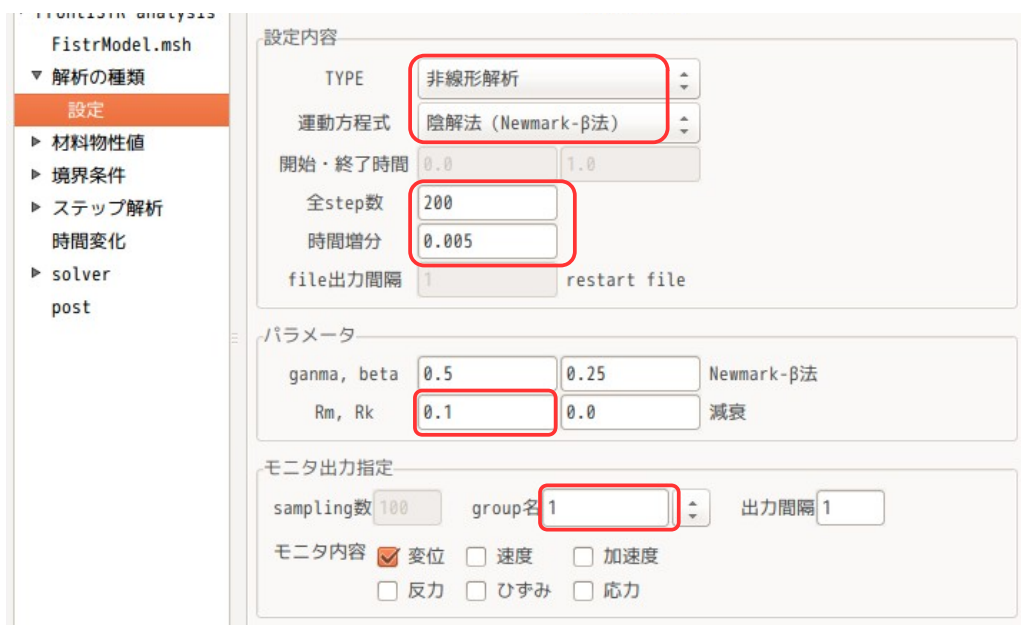 FrontISTR analysis
FistrModel.msh
解析の種類
設定
材料物性値
境界条件
ステップ解析
時間変化
solver
post
設定内容
TYPE 非線形解析
運動方程式 陰解法 (Newmark-β法)
開始・終了時間 0.0 1.0
全step数 200
時間増分 0.005
file出力間隔 1 restart file
パラメータ
ganma, beta 0.5 0.25 Newmark-β法
Rm, Rk 0.1 0.0 減衰
モニタ出力指定
sampling数 100 group名 1 出力間隔 1
モニタ内容 変位 速度 加速度
反力 ひずみ 応力